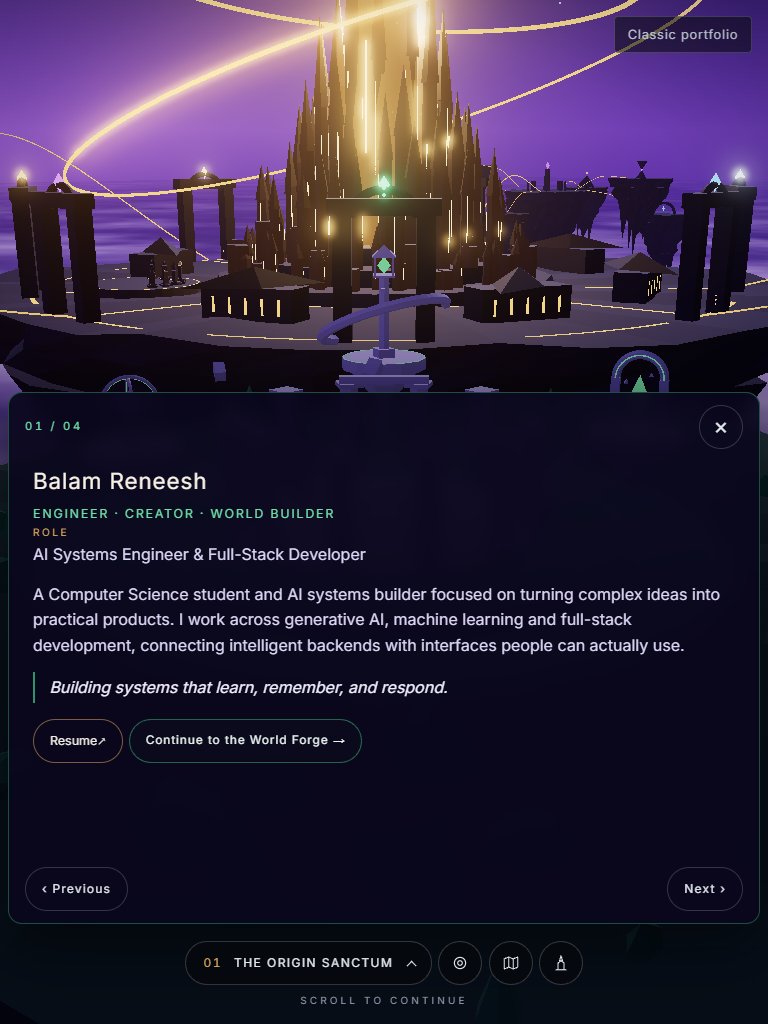 Classic portfolio
01 / 04
Balam Reneesh
ENGINEER · CREATOR · WORLD BUILDER
ROLE
AI Systems Engineer & Full-Stack Developer
A Computer Science student and AI systems builder focused on turning complex ideas into
practical products. I work across generative AI, machine learning and full-stack
development, connecting intelligent backends with interfaces people can actually use.
Building systems that learn, remember, and respond.
Resume↗ Continue to the World Forge →
‹ Previous Next ›
01 THE ORIGIN SANCTUM
SCROLL TO CONTINUE